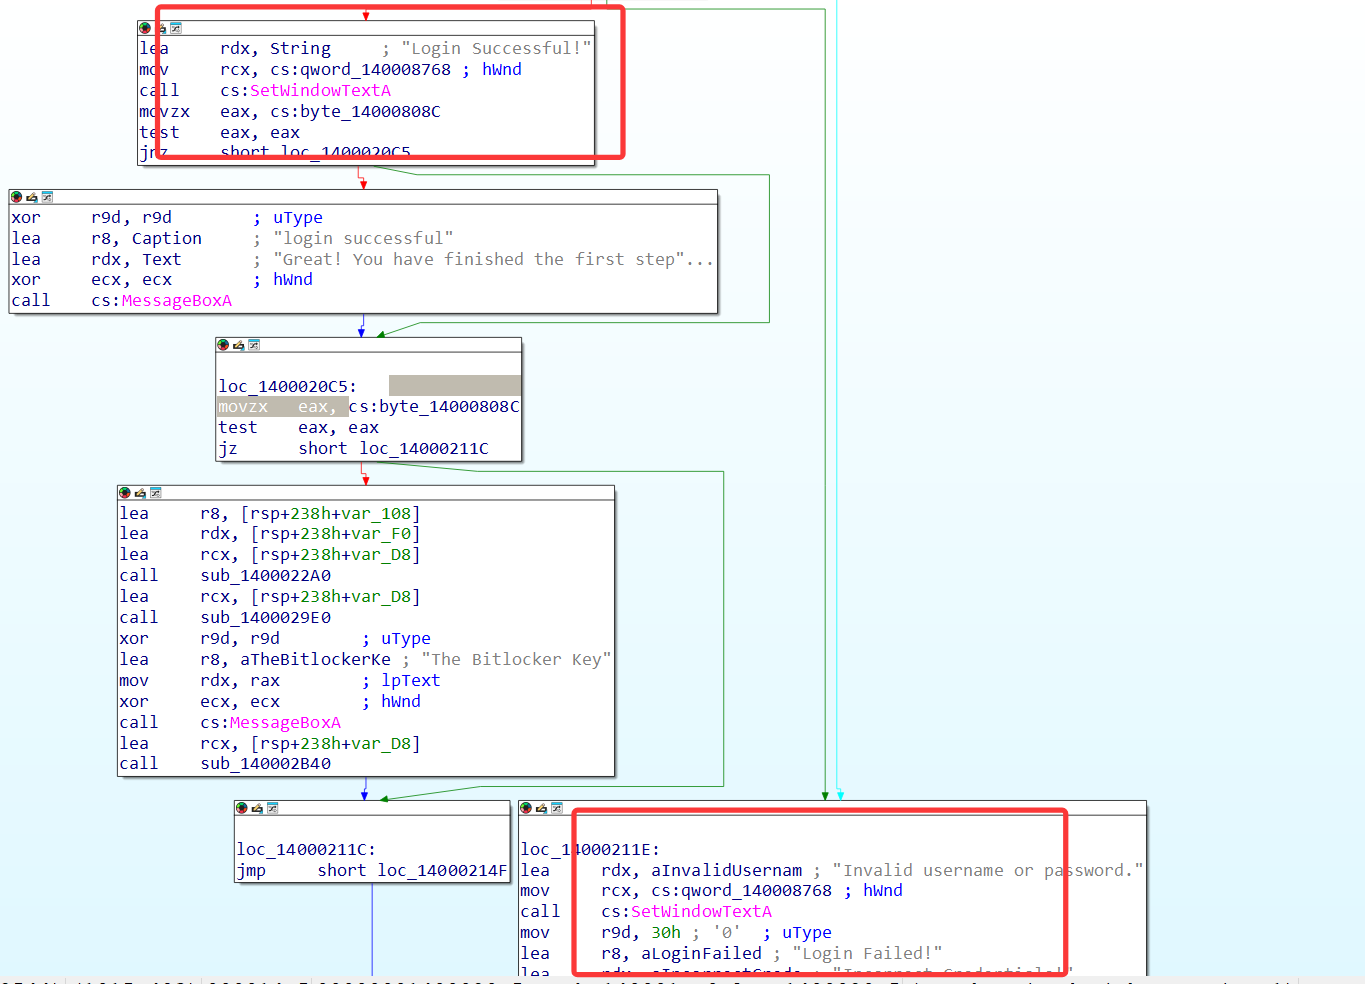 lea rdx, String ; "Login Successful!"
mov rcx, cs:qword_140008768 ; hWnd
call cs:SetWindowTextA
movzx eax, cs:byte_14000808C
test eax, eax
jnz short loc_1400020C5
xor r9d, r9d ; uType
lea r8, Caption ; "login successful"
lea rdx, Text ; "Great! You have finished the first step"...
xor ecx, ecx ; hWnd
call cs:MessageBoxA
loc_1400020C5:
movzx eax, cs:byte_14000808C
test eax, eax
jz short loc_14000211C
lea r8, [rsp+238h+var_108]
lea rdx, [rsp+238h+var_F0]
lea rcx, [rsp+238h+var_D8]
call sub_1400022A0
lea rcx, [rsp+238h+var_D8]
call sub_1400029E0
xor r9d, r9d ; uType
lea r8, aTheBitlockerKe ; "The Bitlocker Key"
mov rdx, rax ; lpText
xor ecx, ecx ; hWnd
call cs:MessageBoxA
lea rcx, [rsp+238h+var_D8]
call sub_140002B40
loc_14000211C:
jmp short loc_14000214F
loc_14000211E:
lea rdx, aInvalidUsernam ; "Invalid username or password."
mov rcx, cs:qword_140008768 ; hWnd
call cs:SetWindowTextA
mov r9d, 30h ; '0' ; uType
lea r8, aLoginFailed ; "Login Failed!"
lea rdx, aIncorrectCrede ; "Incorrect Credentials!"